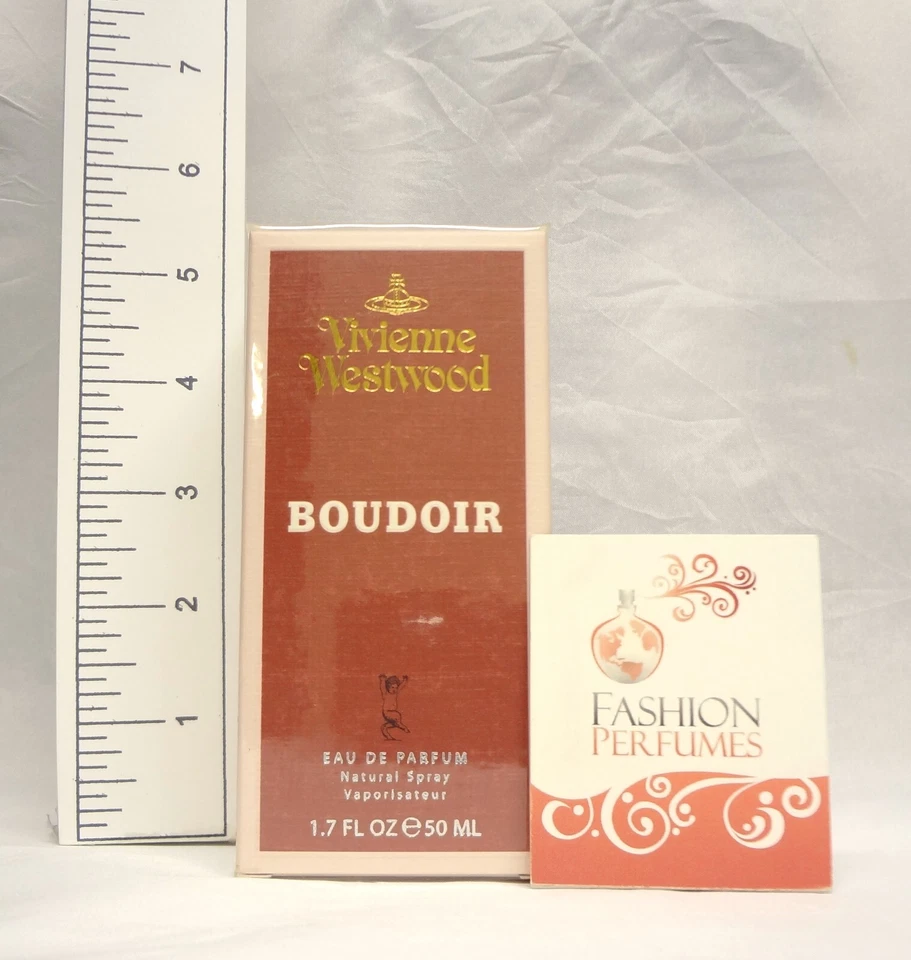 7
6
5
4
3
2
1
Vivienne
Westwood
BOUDOIR
EAU DE PARFUM
Natural Spray
Vaporisateur
1.7 FL OZ ℮ 50 ML
FASHION
PERFUMES